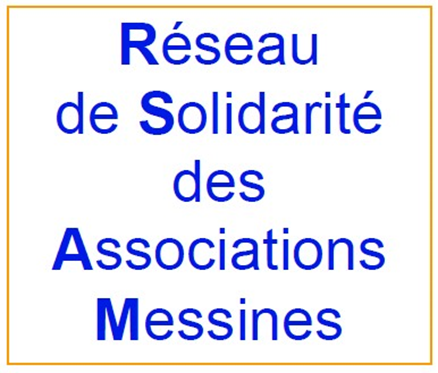 Réseau
de Solidarité
des
Associations
Messines